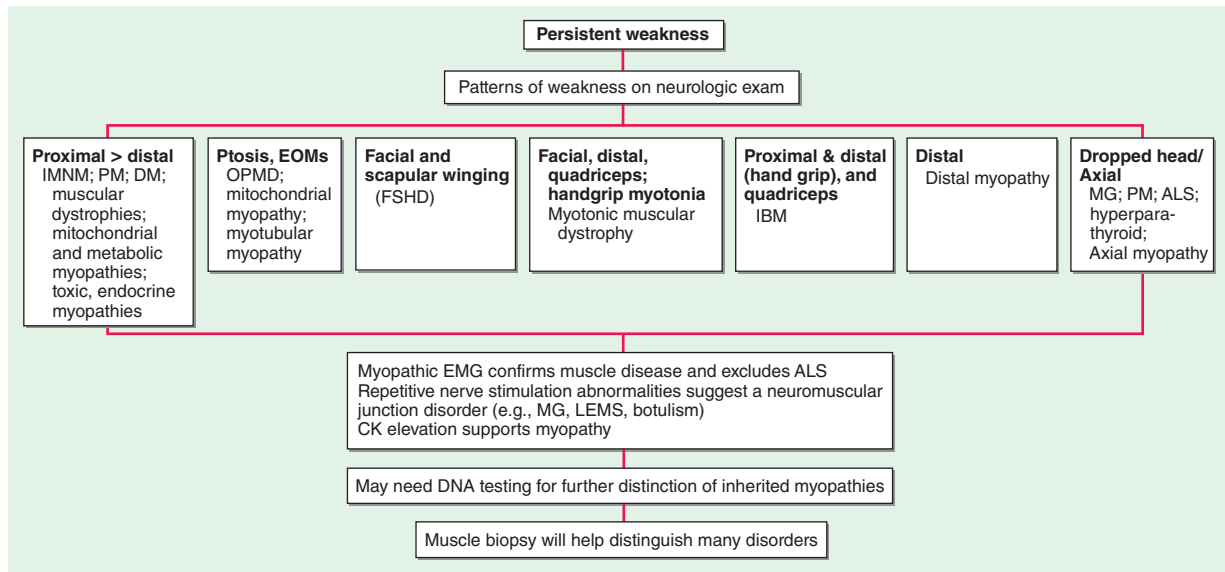 Persistent weakness
Patterns of weakness on neurologic exam
Proximal > distal
IMNM; PM; DM;
muscular
dystrophies;
mitochondrial
and metabolic
myopathies;
toxic, endocrine
myopathies
Ptosis, EOMs
OPMD;
mitochondrial
myopathy;
myotubular
myopathy
Facial and
scapular winging
(FSHD)
Facial, distal,
quadriceps;
handgrip myotonia
Myotonic muscular
dystrophy
Proximal & distal
(hand grip), and
quadriceps
IBM
Distal
Distal myopathy
Dropped head/
Axial
MG; PM; ALS;
hyperpara-
thyroid;
Axial myopathy
Myopathic EMG confirms muscle disease and excludes ALS
Repetitive nerve stimulation abnormalities suggest a neuromuscular
junction disorder (e.g., MG, LEMS, botulism)
CK elevation supports myopathy
May need DNA testing for further distinction of inherited myopathies
Muscle biopsy will help distinguish many disorders